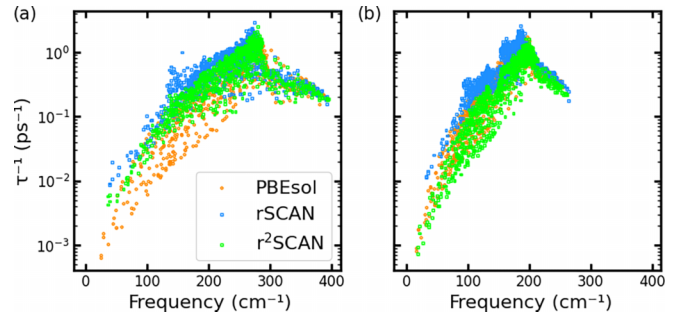 (a)
(b)
τ⁻¹ (ps⁻¹)
10⁰
10⁻¹
10⁻²
10⁻³
PBEsol
rSCAN
r²SCAN
0 100 200 300 400
0 100 200 300 400
Frequency (cm⁻¹)
Frequency (cm⁻¹)